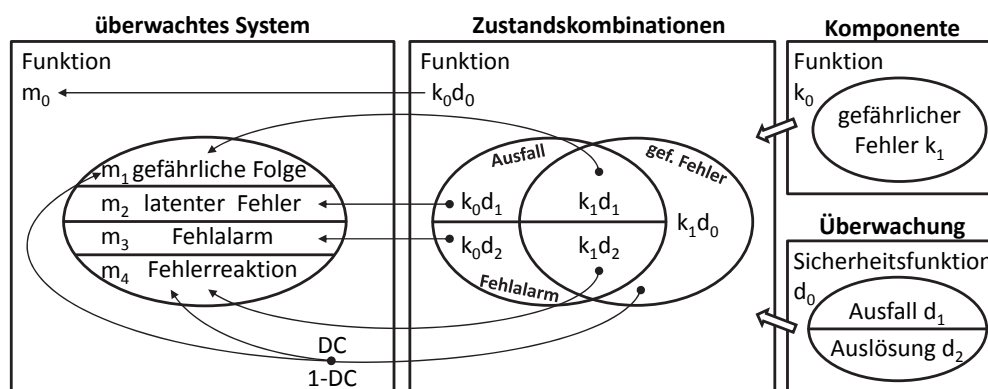 überwachtes System
Funktion
m0
m1 gefährliche Folge
m2 latenter Fehler
m3 Fehlalarm
m4 Fehlerreaktion
DC
1-DC
Zustandskombinationen
Funktion
k0d0
Ausfall
gef. Fehler
k0d1
k1d1
k1d0
k0d2
k1d2
Fehlalarm
Komponente
Funktion
k0
gefährlicher
Fehler k1
Überwachung
Sicherheitsfunktion
d0
Ausfall d1
Auslösung d2